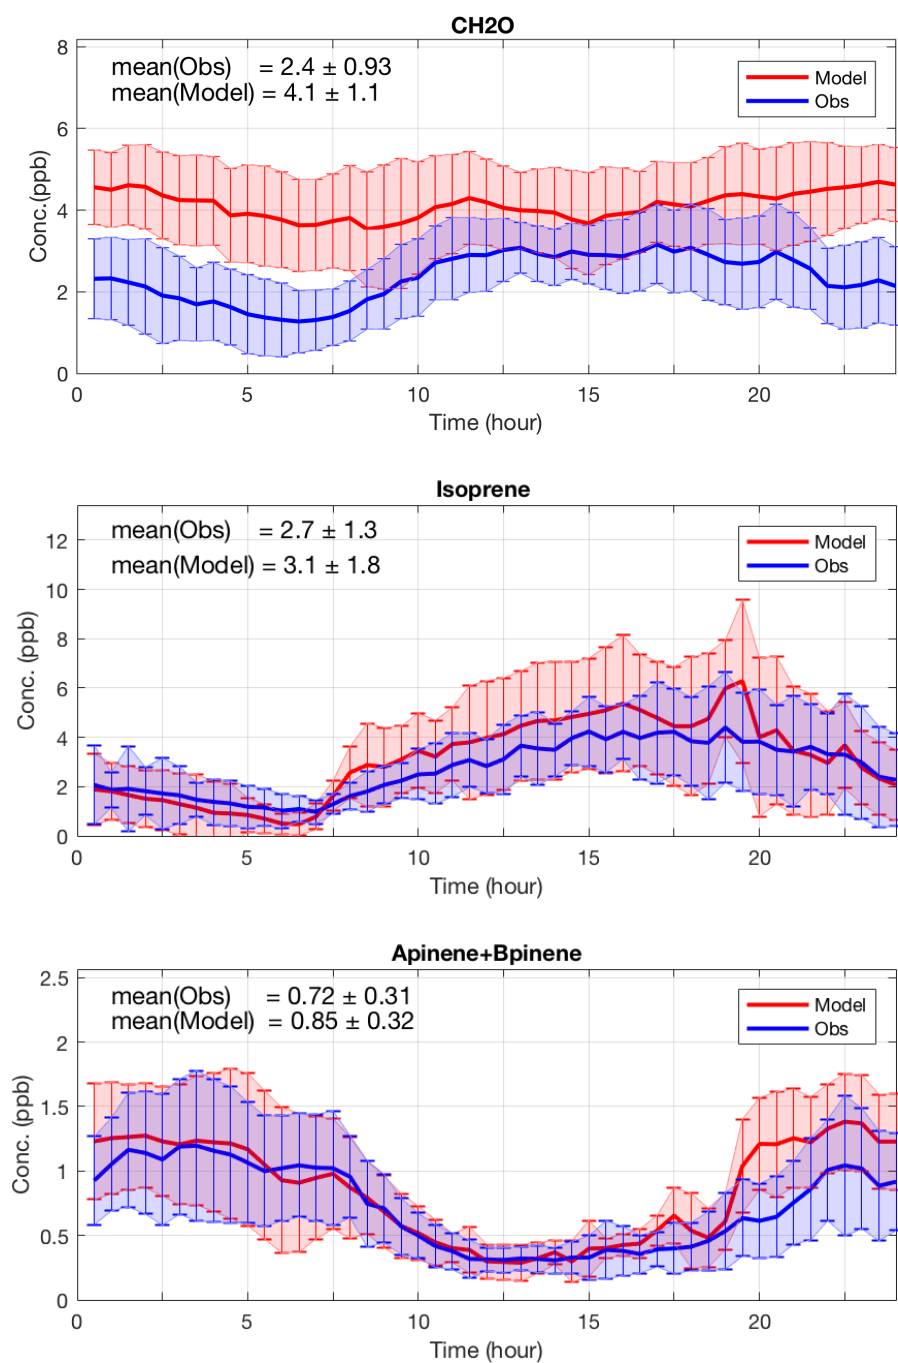 CH2O
8
mean(Obs) = 2.4 ± 0.93
mean(Model) = 4.1 ± 1.1
Model
Obs
6
4
2
0
Conc.(ppb)
0 5 10 15 20
Time (hour)
Isoprene
mean(Obs) = 2.7 ± 1.3
mean(Model) = 3.1 ± 1.8
Model
Obs
12
10
8
6
4
2
0
Conc. (ppb)
0 5 10 15 20
Time (hour)
Apinene+Bpinene
2.5
mean(Obs) = 0.72 ± 0.31
mean(Model) = 0.85 ± 0.32
Model
Obs
2
1.5
1
0.5
0
Conc. (ppb)
0 5 10 15 20
Time (hour)